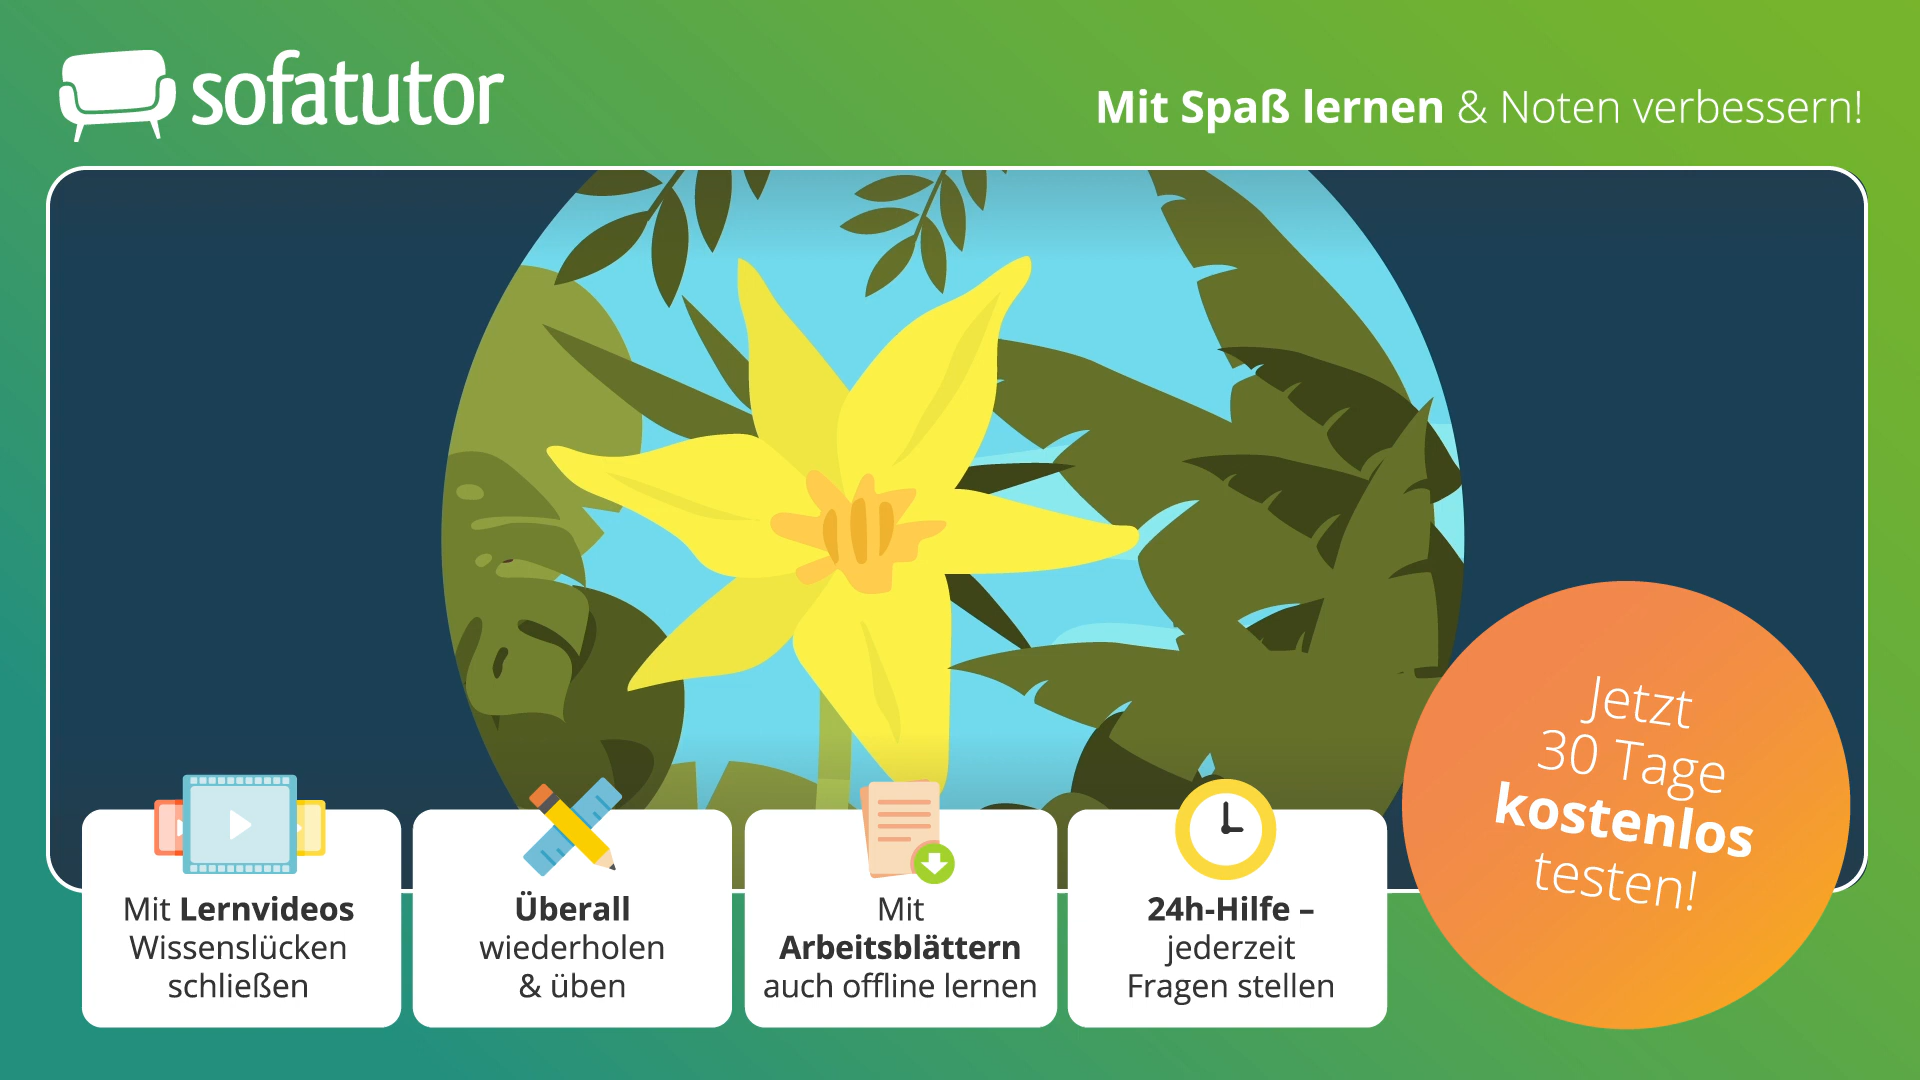 sofatutor
Mit Spaß lernen & Noten verbessern!
Mit Lernvideos
Wissenslücken
schließen
Überall
wiederholen
& üben
Mit
Arbeitsblättern
auch offline lernen
24h-Hilfe –
jederzeit
Fragen stellen
Jetzt
30 Tage
kostenlos
testen!